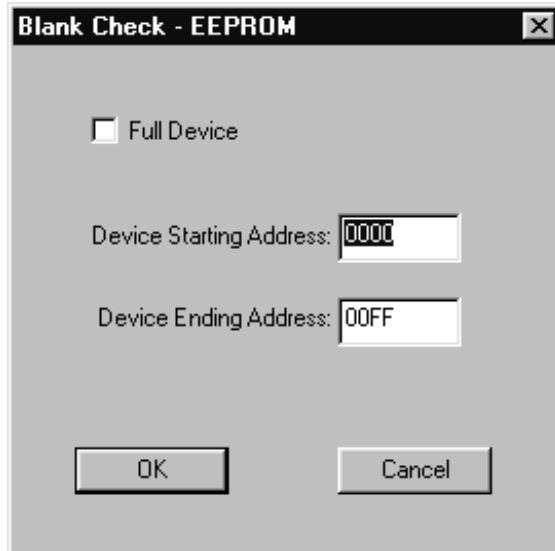 Blank Check - EEPROM
Full Device
Device Starting Address: 0000
Device Ending Address: 00FF
OK Cancel